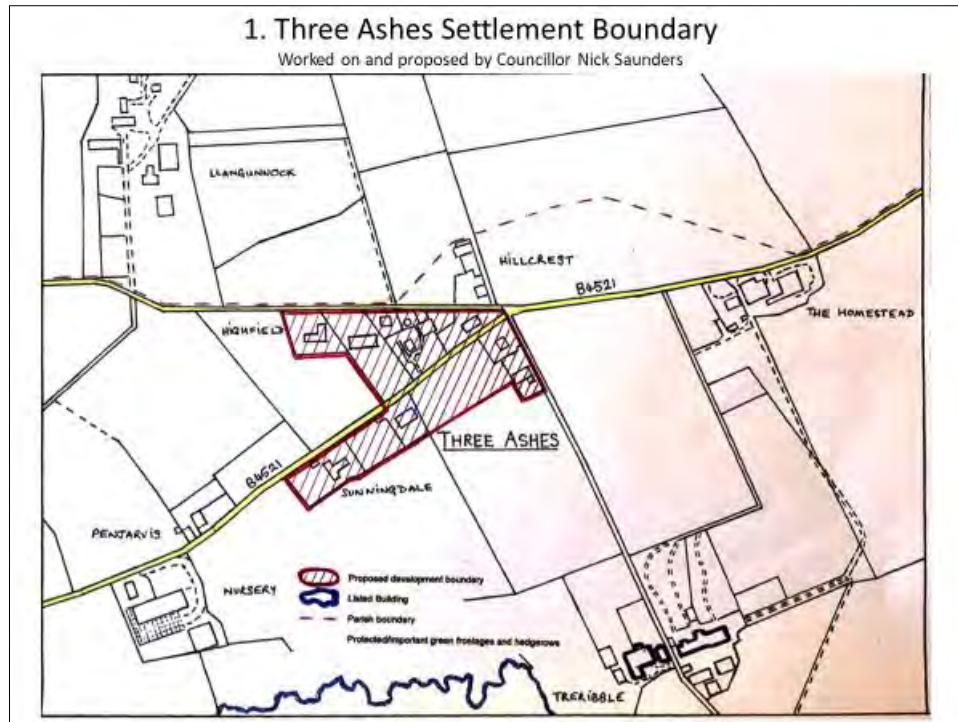 1. Three Ashes Settlement Boundary
Worked on and proposed by Councillor Nick Saunders
LLANGUNNOCK
HILLCREST
B4521
THE HOMESTEAD
HIGHFIELD
THREE ASHES
B4521
SUNNINGDALE
PENJARVIS
NURSERY
Proposed development boundary
Listed Building
Parish boundary
Protected/important green frontages and hedgerows
TRERIBBLE